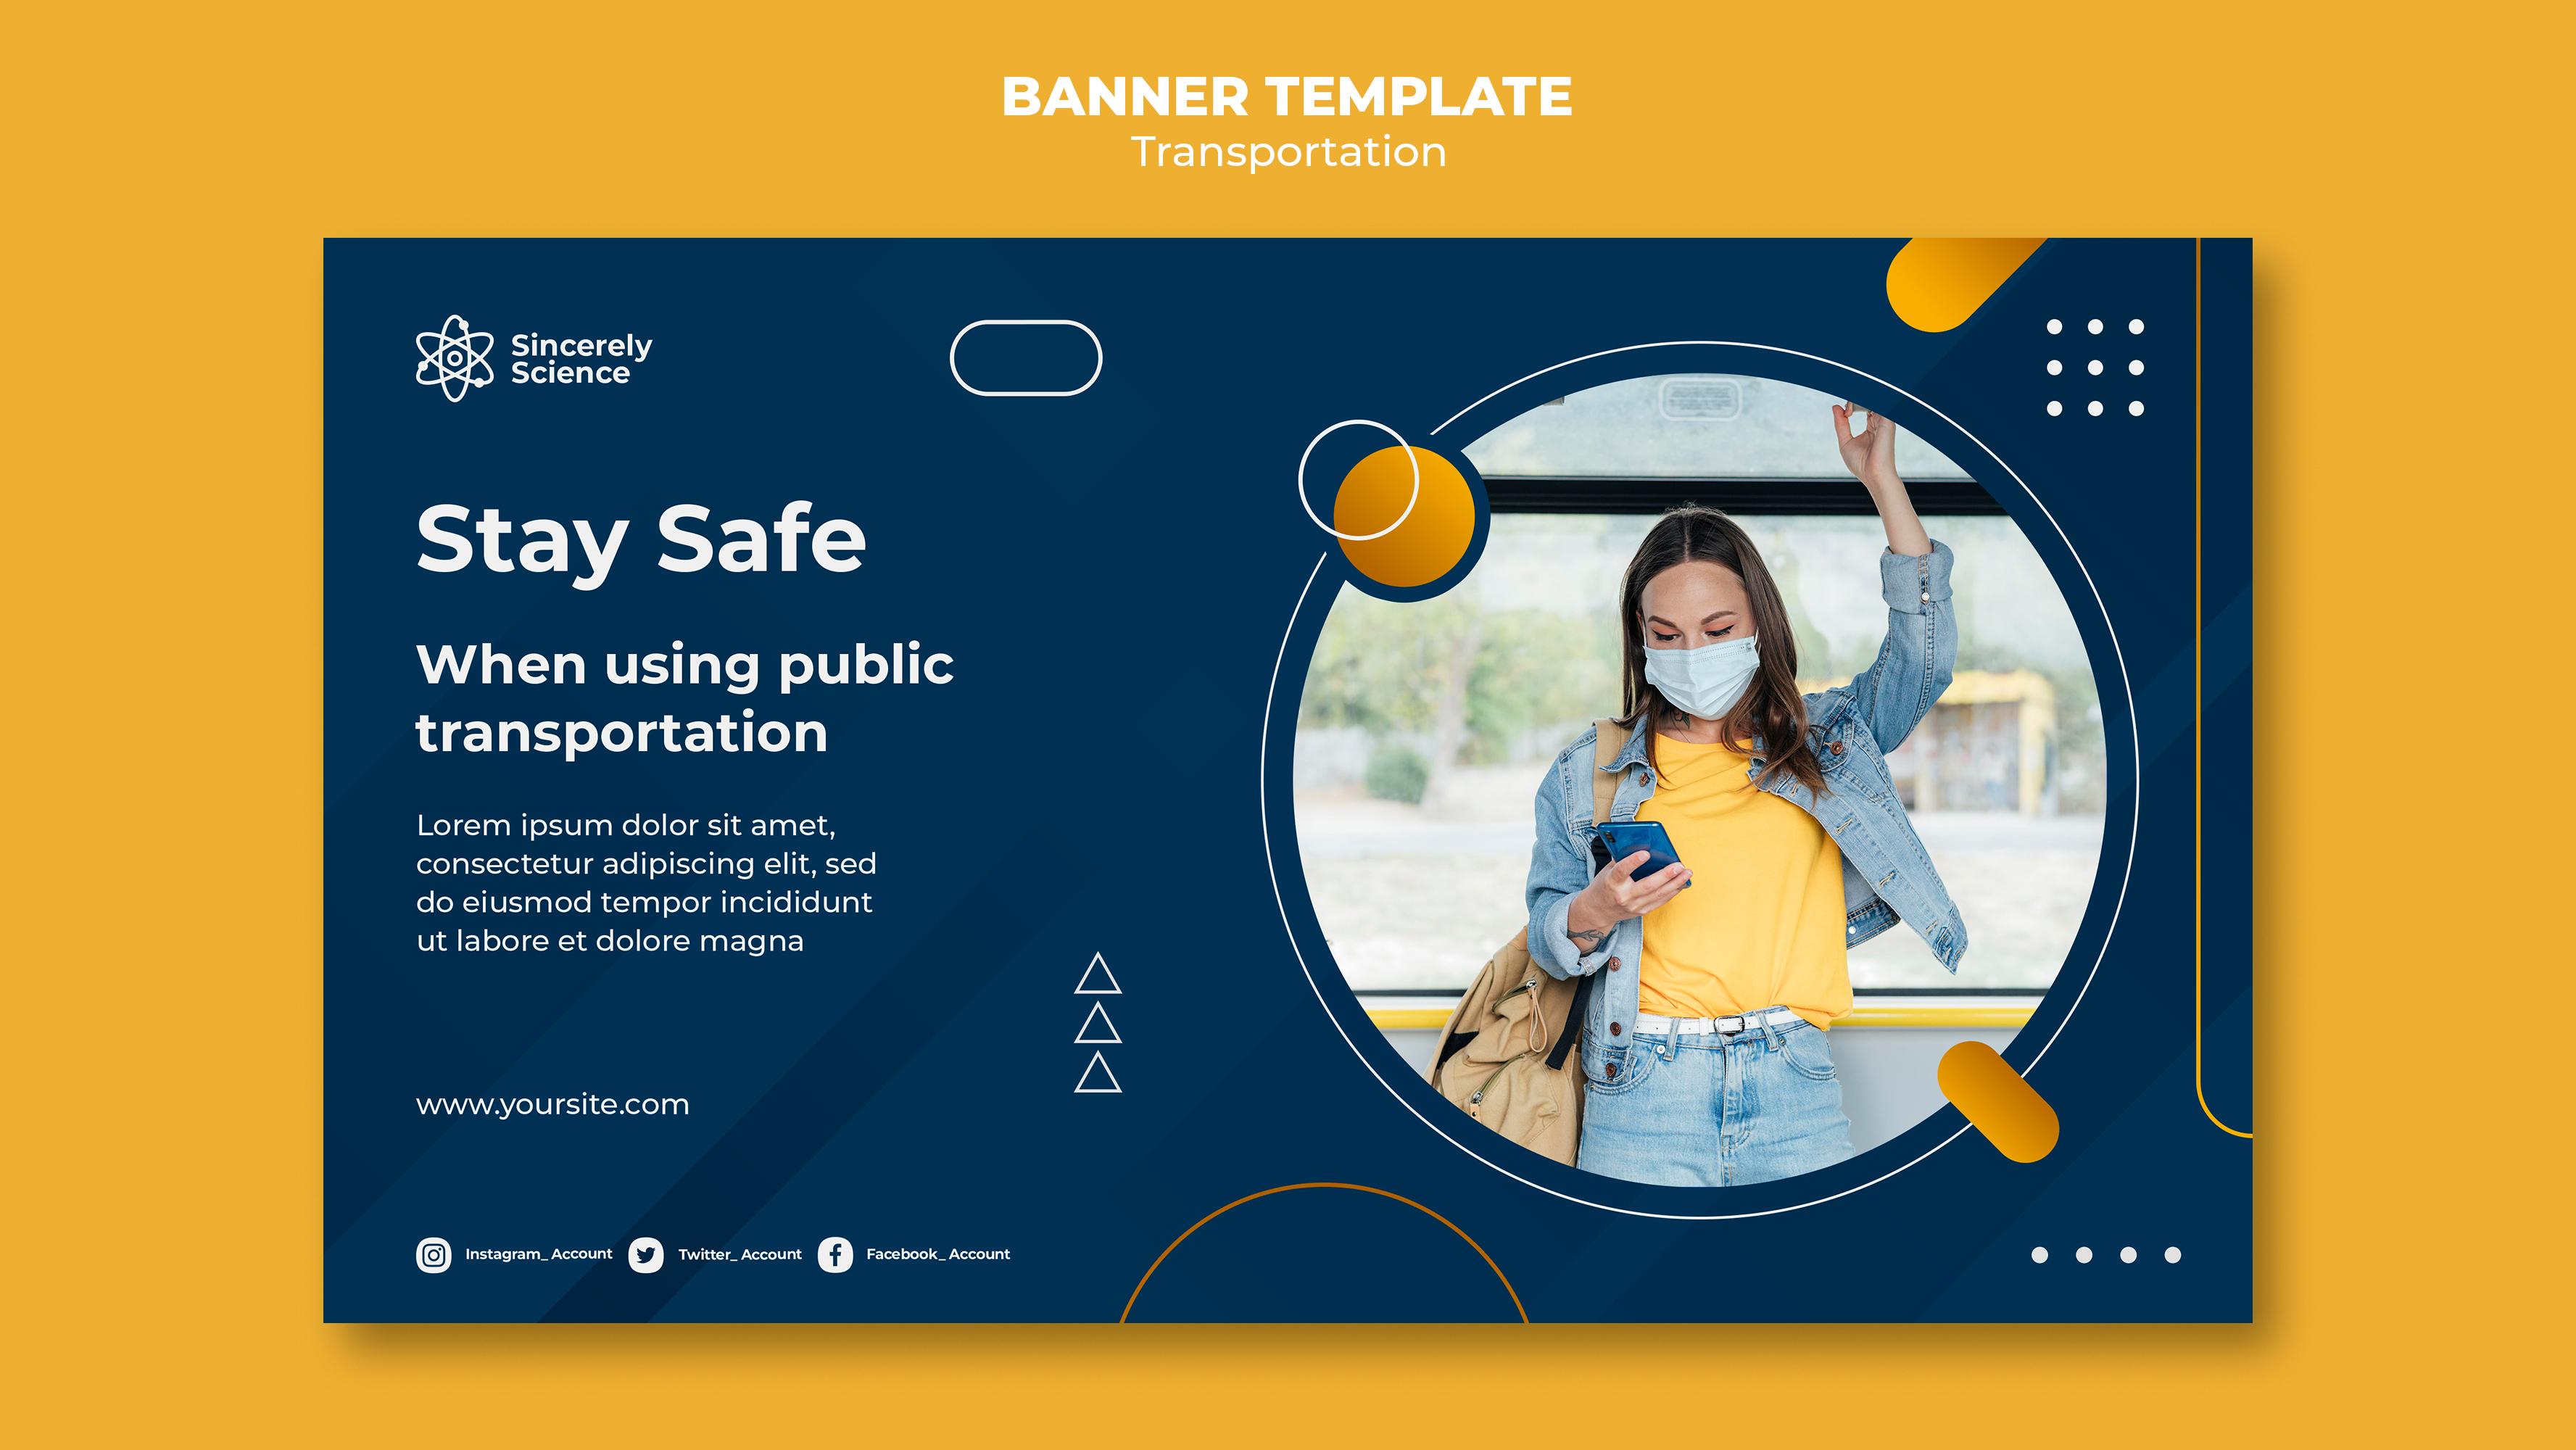 BANNER TEMPLATE
Transportation
Sincerely
Science
Stay Safe
When using public
transportation
Lorem ipsum dolor sit amet,
consectetur adipiscing elit, sed
do eiusmod tempor incididunt
ut labore et dolore magna
www.yoursite.com
Instagram_ Account Twitter_ Account Facebook_ Account